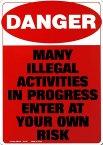 DANGER
MANY
ILLEGAL
ACTIVITIES
IN PROGRESS
ENTER AT
YOUR OWN
RISK